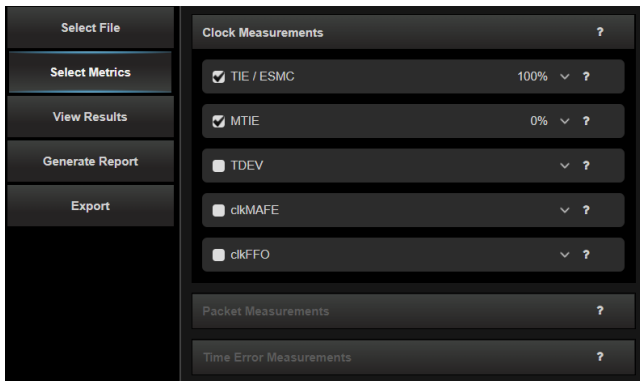 Select File
Select Metrics
View Results
Generate Report
Export
Clock Measurements ?
TIE / ESMC 100% ?
MTIE 0% ?
TDEV ?
clkMAFE ?
clkFFO ?
Packet Measurements ?
Time Error Measurements ?